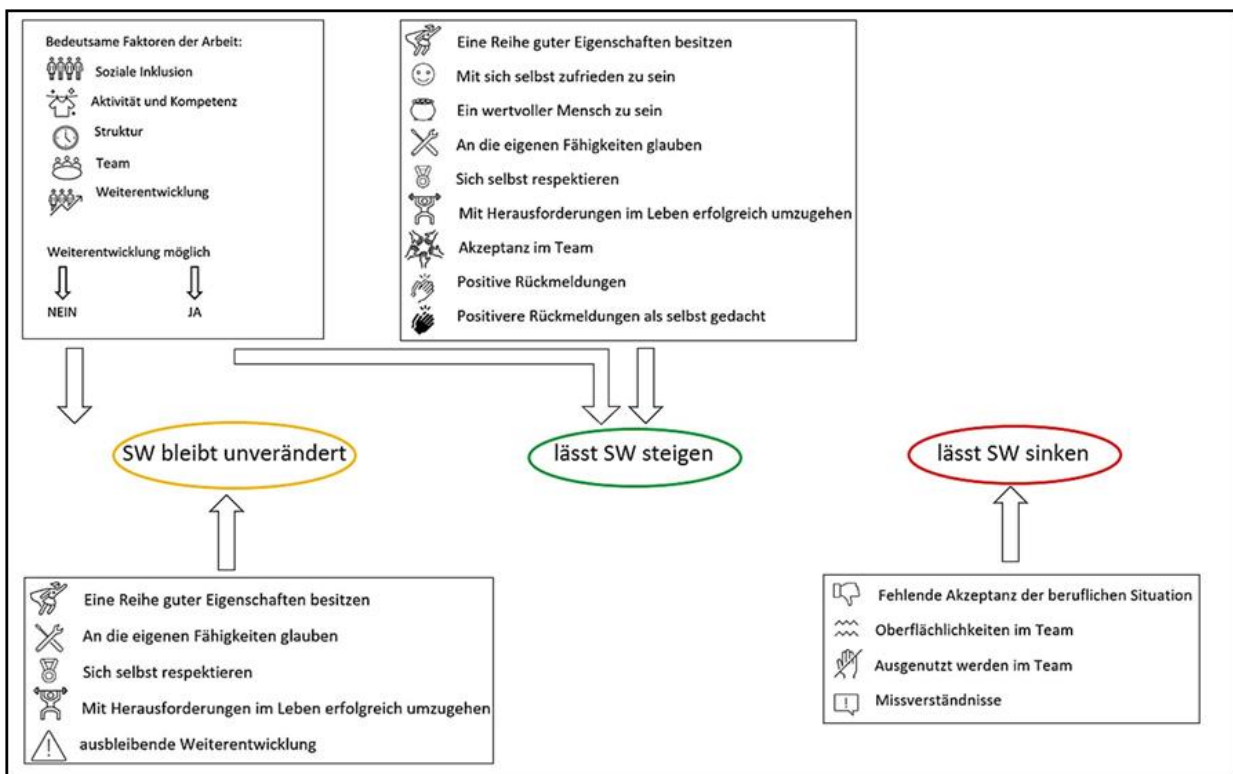 Bedeutsame Faktoren der Arbeit:
Soziale Inklusion
Aktivität und Kompetenz
Struktur
Team
Weiterentwicklung
Weiterentwicklung möglich
NEIN
JA
Eine Reihe guter Eigenschaften besitzen
Mit sich selbst zufrieden zu sein
Ein wertvoller Mensch zu sein
An die eigenen Fähigkeiten glauben
Sich selbst respektieren
Mit Herausforderungen im Leben erfolgreich umzugehen
Akzeptanz im Team
Positive Rückmeldungen
Positivere Rückmeldungen als selbst gedacht
SW bleibt unverändert
lässt SW steigen
lässt SW sinken
Eine Reihe guter Eigenschaften besitzen
An die eigenen Fähigkeiten glauben
Sich selbst respektieren
Mit Herausforderungen im Leben erfolgreich umzugehen
ausbleibende Weiterentwicklung
Fehlende Akzeptanz der beruflichen Situation
Oberflächlichkeiten im Team
Ausgenutzt werden im Team
Missverständnisse